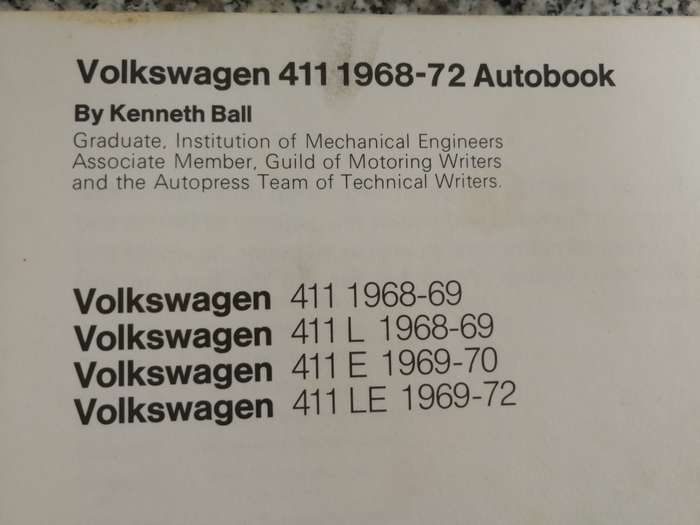 Volkswagen 411 1968-72 Autobook
By Kenneth Ball
Graduate, Institution of Mechanical Engineers
Associate Member, Guild of Motoring Writers
and the Autopress Team of Technical Writers.
Volkswagen 411 1968-69
Volkswagen 411 L 1968-69
Volkswagen 411 E 1969-70
Volkswagen 411 LE 1969-72